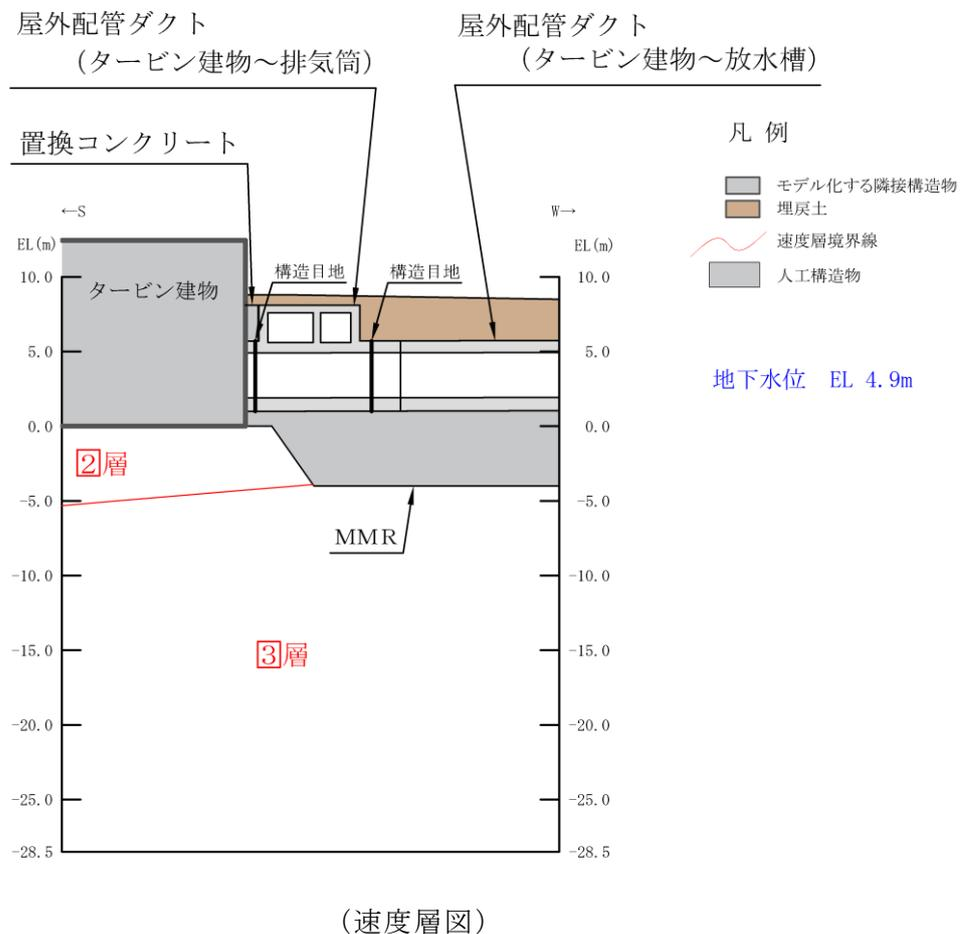 屋外配管ダクト
(タービン建物～排気筒)
屋外配管ダクト
(タービン建物～放水槽)
置換コンクリート
凡 例
モデル化する隣接構造物
埋戻土
速度層境界線
人工構造物
←S
W→
EL(m)
EL(m)
構造目地
構造目地
タービン建物
10.0
10.0
5.0
5.0
地下水位 EL 4.9m
0.0
0.0
②層
-5.0
-5.0
MMR
-10.0
-10.0
③層
-15.0
-15.0
-20.0
-20.0
-25.0
-25.0
-28.5
-28.5
(速度層図)